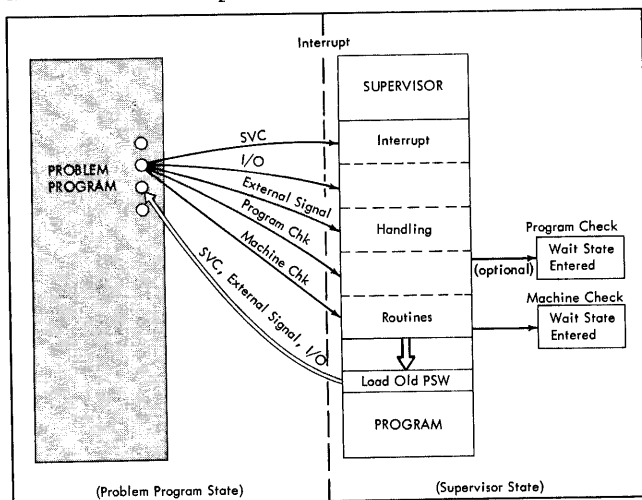 Interrupt
SUPERVISOR
SVC
Interrupt
I/O
PROBLEM
PROGRAM
External Signal
Program Chk
Handling
Machine Chk
Program Check
Wait State
Entered
(optional)
SVC, External Signal, I/O
Machine Check
Routines
Wait State
Entered
Load Old PSW
PROGRAM
(Problem Program State)
(Supervisor State)